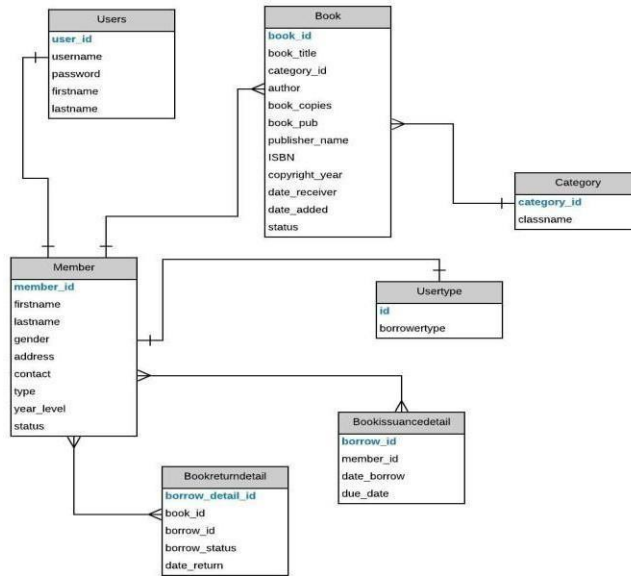 Users
user_id
username
password
firstname
lastname
Book
book_id
book_title
category_id
author
book_copies
book_pub
publisher_name
ISBN
copyright_year
date_receiver
date_added
status
Category
category_id
classname
Member
member_id
firstname
lastname
gender
address
contact
type
year_level
status
Usertype
id
borrowertype
Bookissuancedetail
borrow_id
member_id
date_borrow
due_date
Bookreturndetail
borrow_detail_id
book_id
borrow_id
borrow_status
date_return